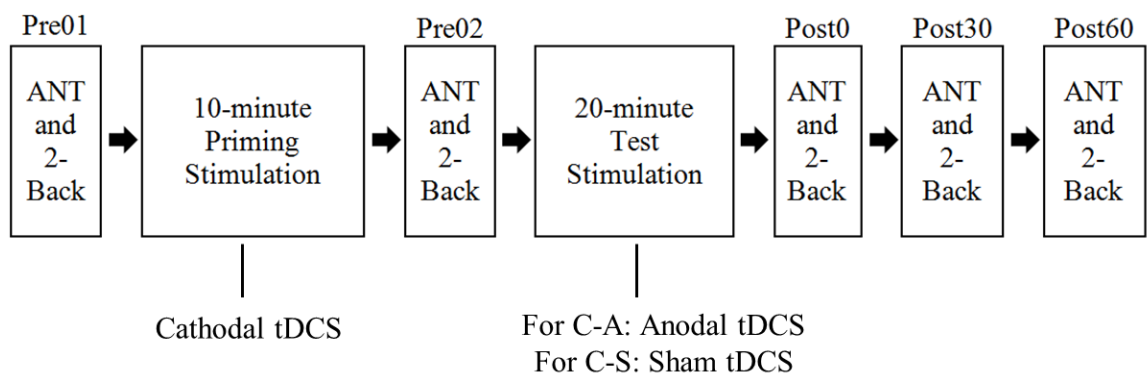 Pre01
Pre02
Post0
Post30
Post60
ANT
and
2-
Back
10-minute
Priming
Stimulation
ANT
and
2-
Back
20-minute
Test
Stimulation
ANT
and
2-
Back
ANT
and
2-
Back
ANT
and
2-
Back
Cathodal tDCS
For C-A: Anodal tDCS
For C-S: Sham tDCS